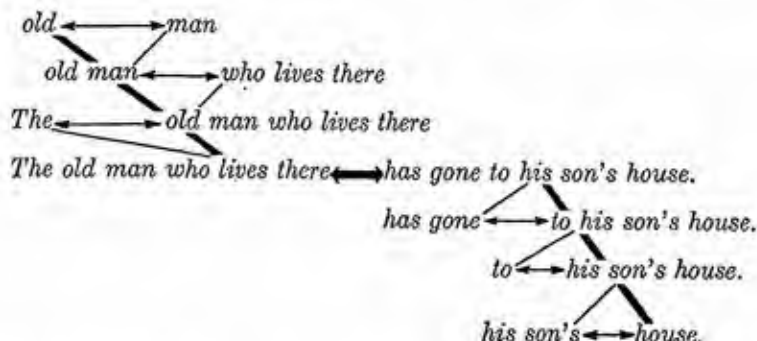 old man
old man who lives there
The old man who lives there
The old man who lives there has gone to his son's house.
has gone to his son's house.
to his son's house.
his son's house.